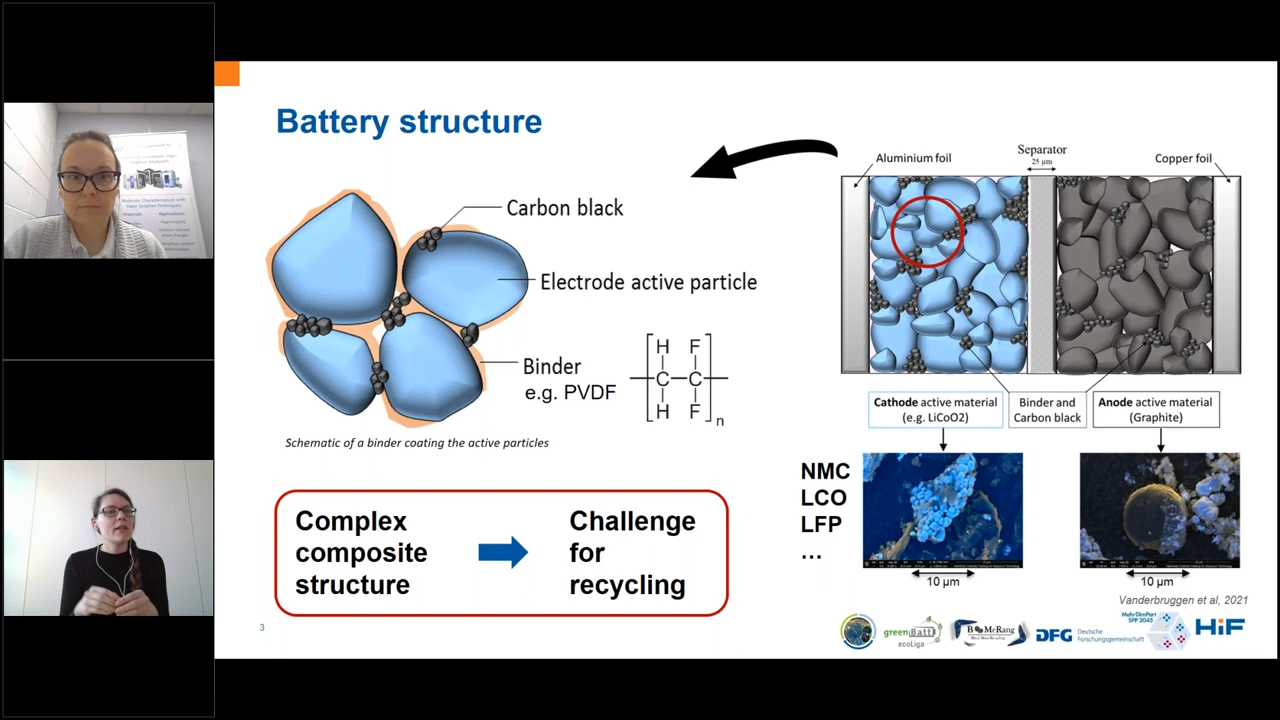 Battery structure
Carbon black
Electrode active particle
Binder
e.g. PVDF
H F
C C
H F
n
Schematic of a binder coating the active particles
Complex
composite
structure
Challenge
for
recycling
Aluminium foil
Separator
25 µm
Copper foil
Cathode active material
(e.g. LiCoO2)
Binder and
Carbon black
Anode active material
(Graphite)
NMC
LCO
LFP
...
10 µm
10 µm
Vanderbruggen et al, 2021
3
greenBatt
ecoLiga
DFG Deutsche
Forschungsgemeinschaft
MehrDimPart
SPP 2045
HiF